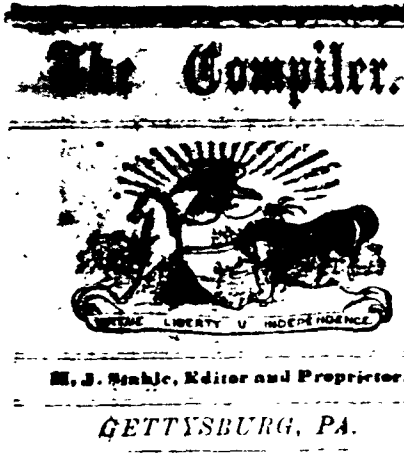 The Compiler.
LIBERTY INDEPENDENCE
H. J. Stahle, Editor and Proprietor.
GETTYSBURG, PA.